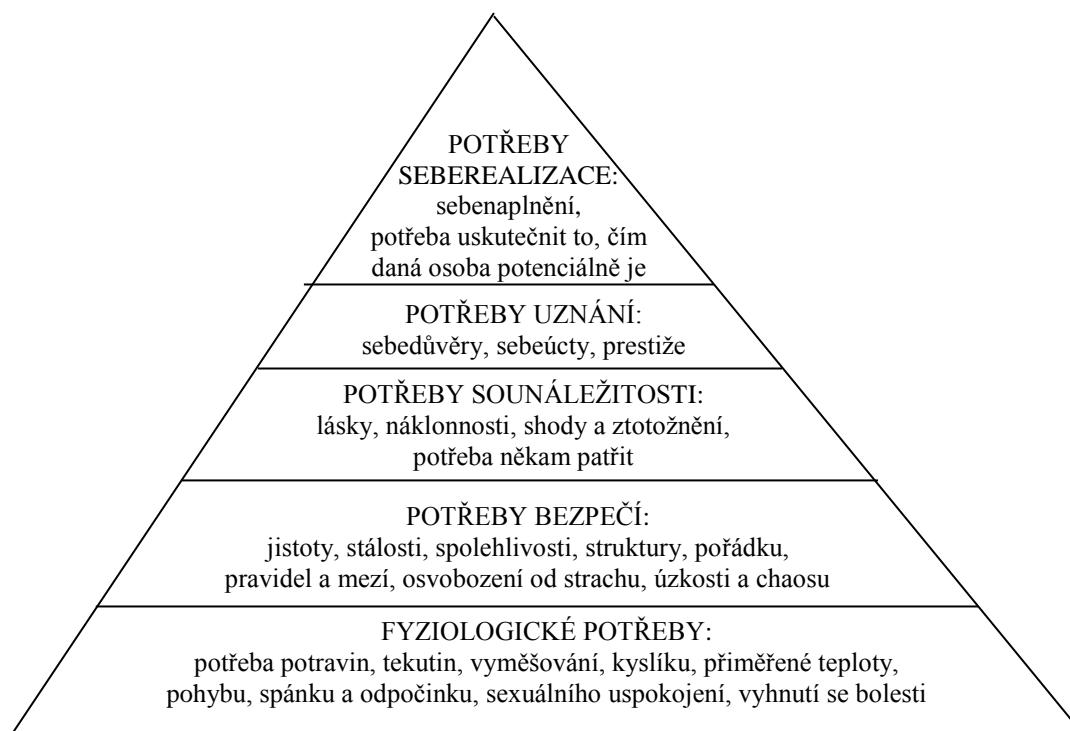 POTŘEBY
SEBEREALIZACE:
sebenaplnění,
potřeba uskutečnit to, čím
daná osoba potenciálně je
POTŘEBY UZNÁNÍ:
sebedůvěry, sebeúcty, prestiže
POTŘEBY SOUNÁLEŽITOSTI:
lásky, náklonnosti, shody a ztotožnění,
potřeba někam patřit
POTŘEBY BEZPEČÍ:
jistoty, stálosti, spolehlivosti, struktury, pořádku,
pravidel a mezí, osvobození od strachu, úzkosti a chaosu
FYZIOLOGICKÉ POTŘEBY:
potřeba potravin, tekutin, vyměšování, kyslíku, přiměřené teploty,
pohybu, spánku a odpočinku, sexuálního uspokojení, vyhnutí se bolesti